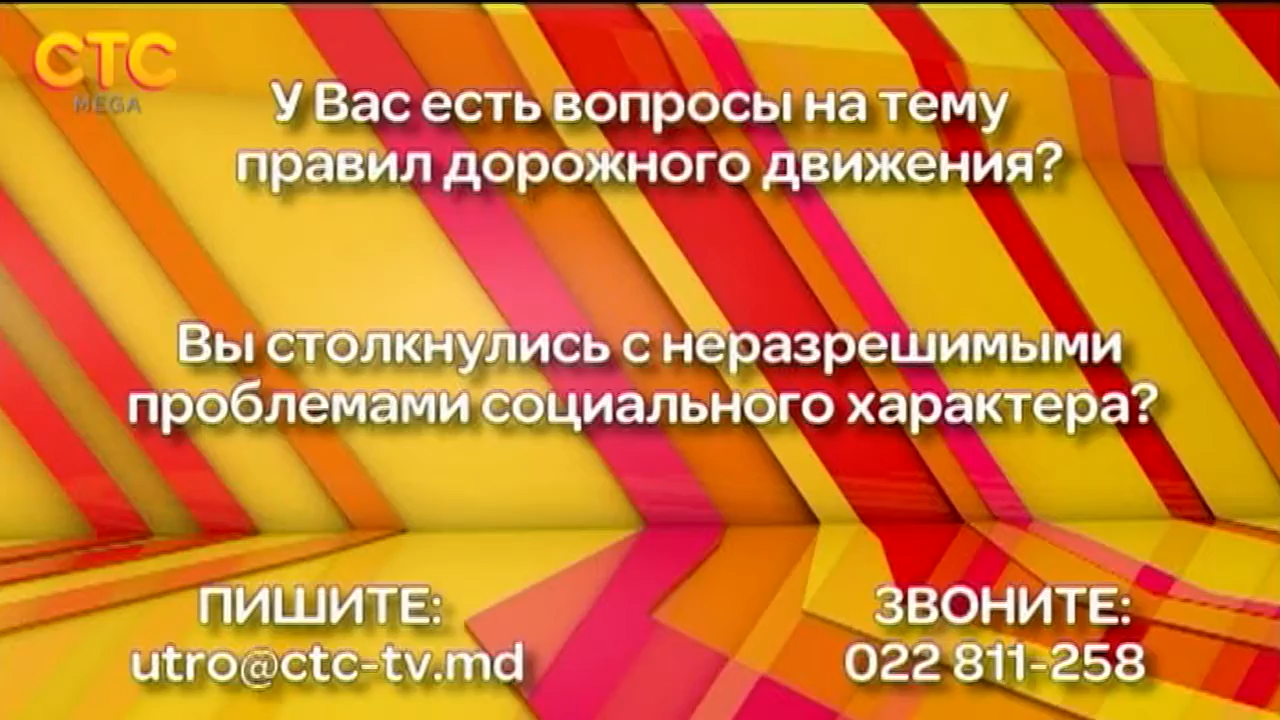 СТС
MEGA
У Вас есть вопросы на тему
правил дорожного движения?
Вы столкнулись с неразрешимыми
проблемами социального характера?
ПИШИТЕ:
utro@ctc-tv.md
ЗВОНИТЕ:
022 811-258